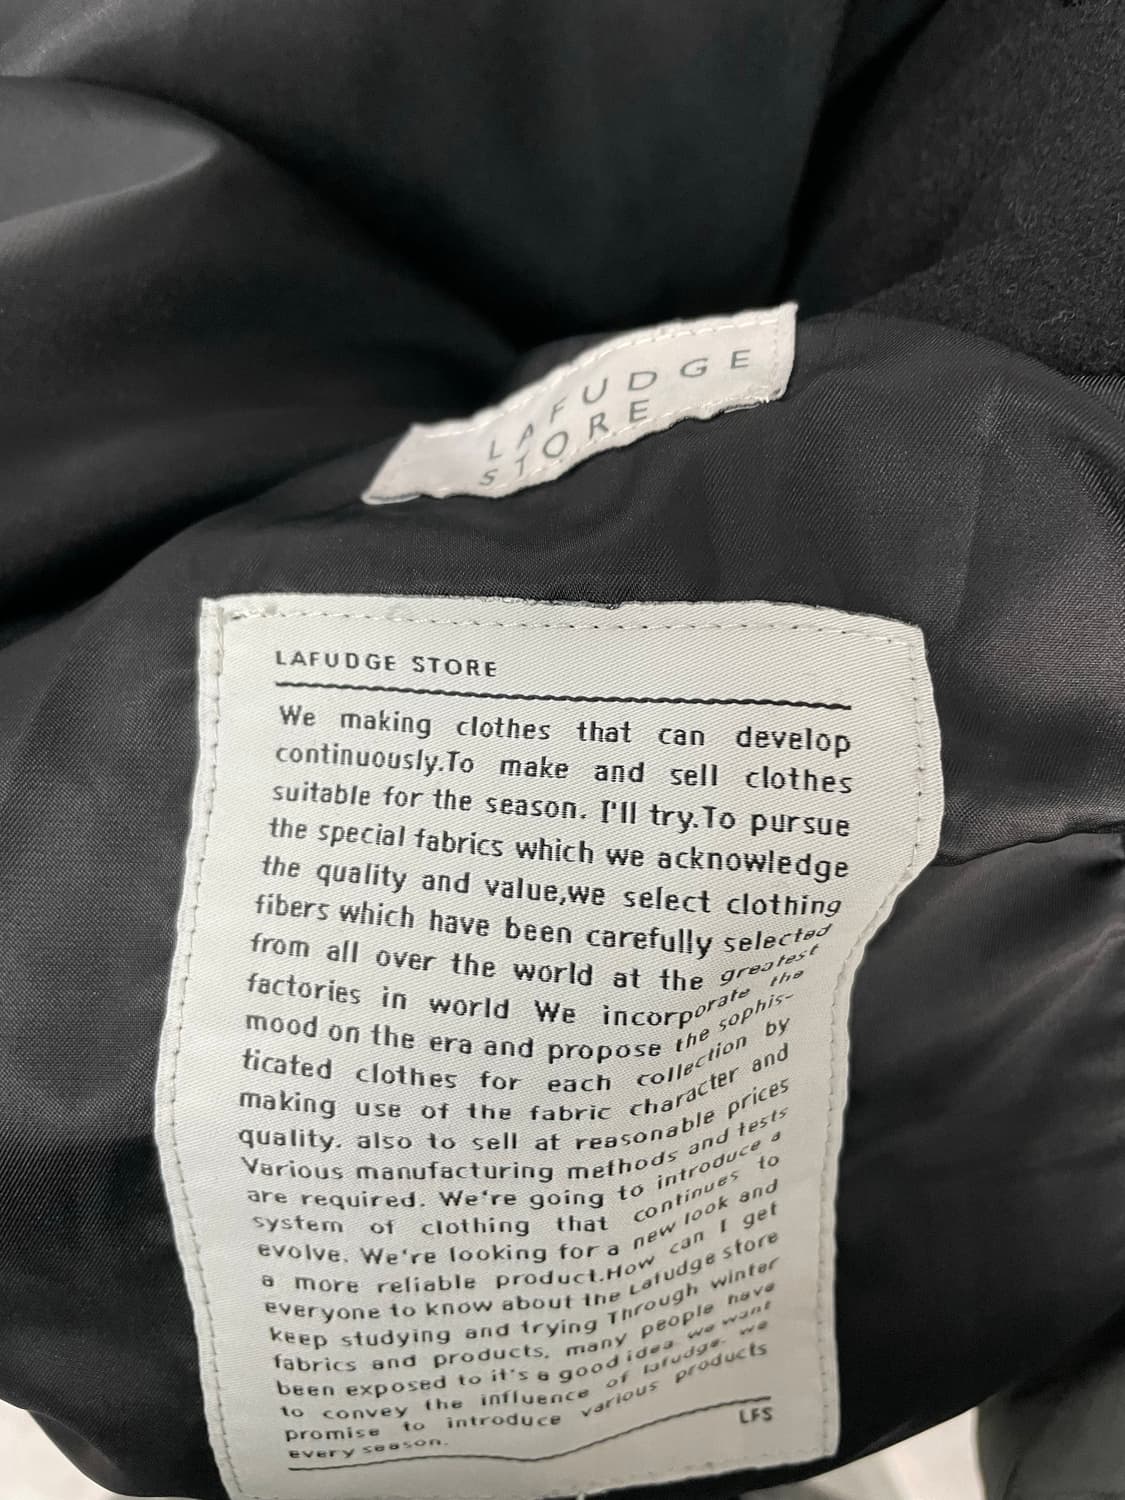 LAFUDGE
STORE
LAFUDGE STORE
We making clothes that can develop
continuously.To make and sell clothes
suitable for the season. I'll try.To pursue
the special fabrics which we acknowledge
the quality and value,we select clothing
fibers which have been carefully selected
from all over the world at the greatest
factories in world We incorporate the
mood on the era and propose the sophis-
ticated clothes for each collection by
making use of the fabric character and
quality. also to sell at reasonable prices
Various manufacturing methods and tests
are required. We're going to introduce a
system of clothing that continues to
evolve. We're looking for a new look and
a more reliable product.How can I get
everyone to know about the Lafudge store
keep studying and trying Through winter
fabrics and products, many people have
been exposed to it's a good idea. we want
to convey the influence of lafudge. we
promise to introduce various products
every season.
LFS